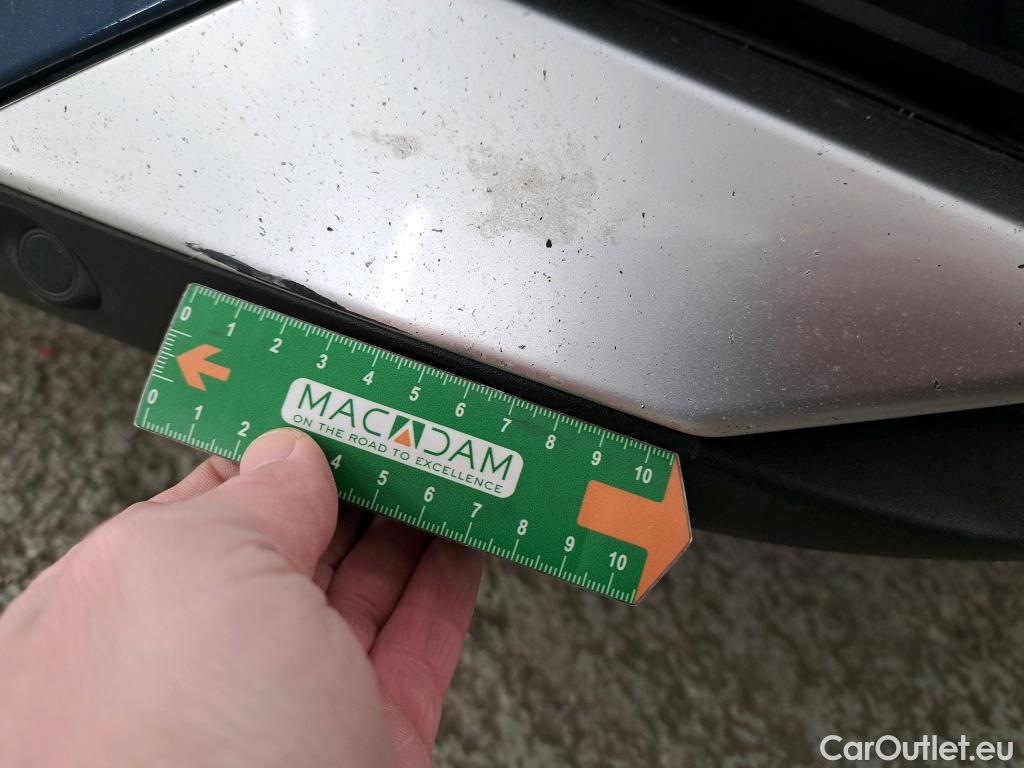 0 1 2 3 4 5 6 7 8 9 10
MACADAM
ON THE ROAD TO EXCELLENCE
0 1 2 4 5 6 7 8 9 10
CarOutlet.eu